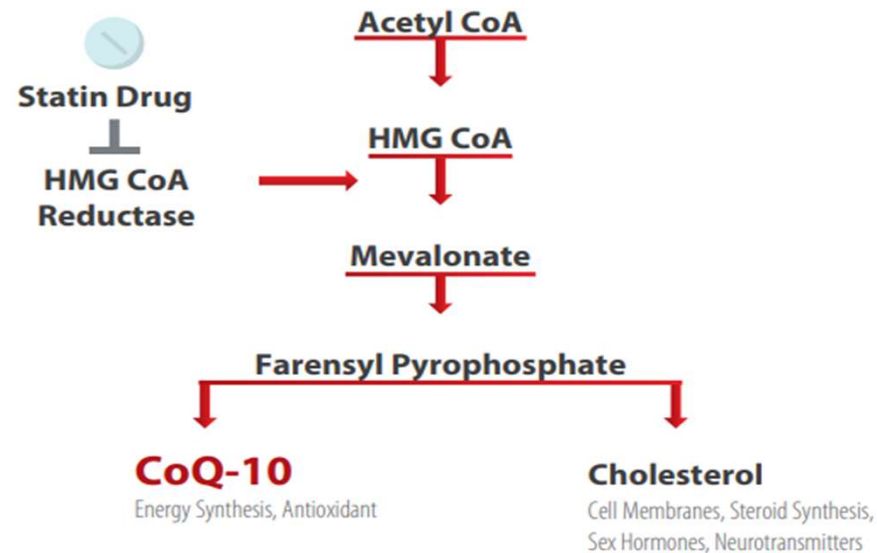 Acetyl CoA
Statin Drug
HMG CoA
HMG CoA
Reductase
Mevalonate
Farensyl Pyrophosphate
CoQ-10
Energy Synthesis, Antioxidant
Cholesterol
Cell Membranes, Steroid Synthesis,
Sex Hormones, Neurotransmitters